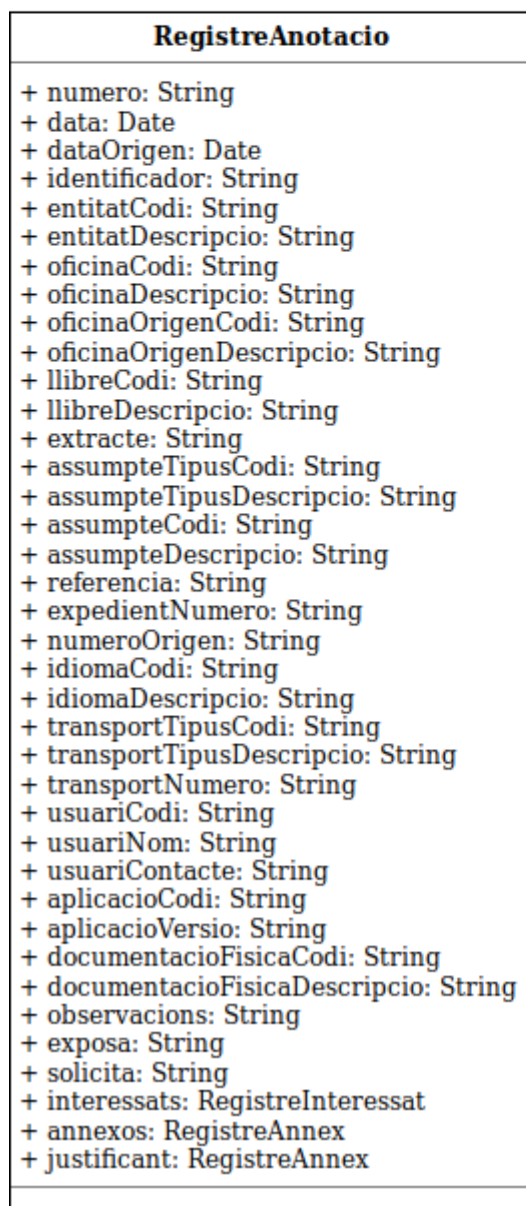 RegistreAnotacio
+ numero: String
+ data: Date
+ dataOrigen: Date
+ identificador: String
+ entitatCodi: String
+ entitatDescripcio: String
+ oficinaCodi: String
+ oficinaDescripcio: String
+ oficinaOrigenCodi: String
+ oficinaOrigenDescripcio: String
+ llibreCodi: String
+ llibreDescripcio: String
+ extracte: String
+ assumpteTipusCodi: String
+ assumpteTipusDescripcio: String
+ assumpteCodi: String
+ assumpteDescripcio: String
+ referencia: String
+ expedientNumero: String
+ numeroOrigen: String
+ idiomaCodi: String
+ idiomaDescripcio: String
+ transportTipusCodi: String
+ transportTipusDescripcio: String
+ transportNumero: String
+ usuariCodi: String
+ usuariNom: String
+ usuariContacte: String
+ aplicacioCodi: String
+ aplicacioVersio: String
+ documentacioFisicaCodi: String
+ documentacioFisicaDescripcio: String
+ observacions: String
+ exposa: String
+ solicita: String
+ interessats: RegistreInteressat
+ annexos: RegistreAnnex
+ justificant: RegistreAnnex